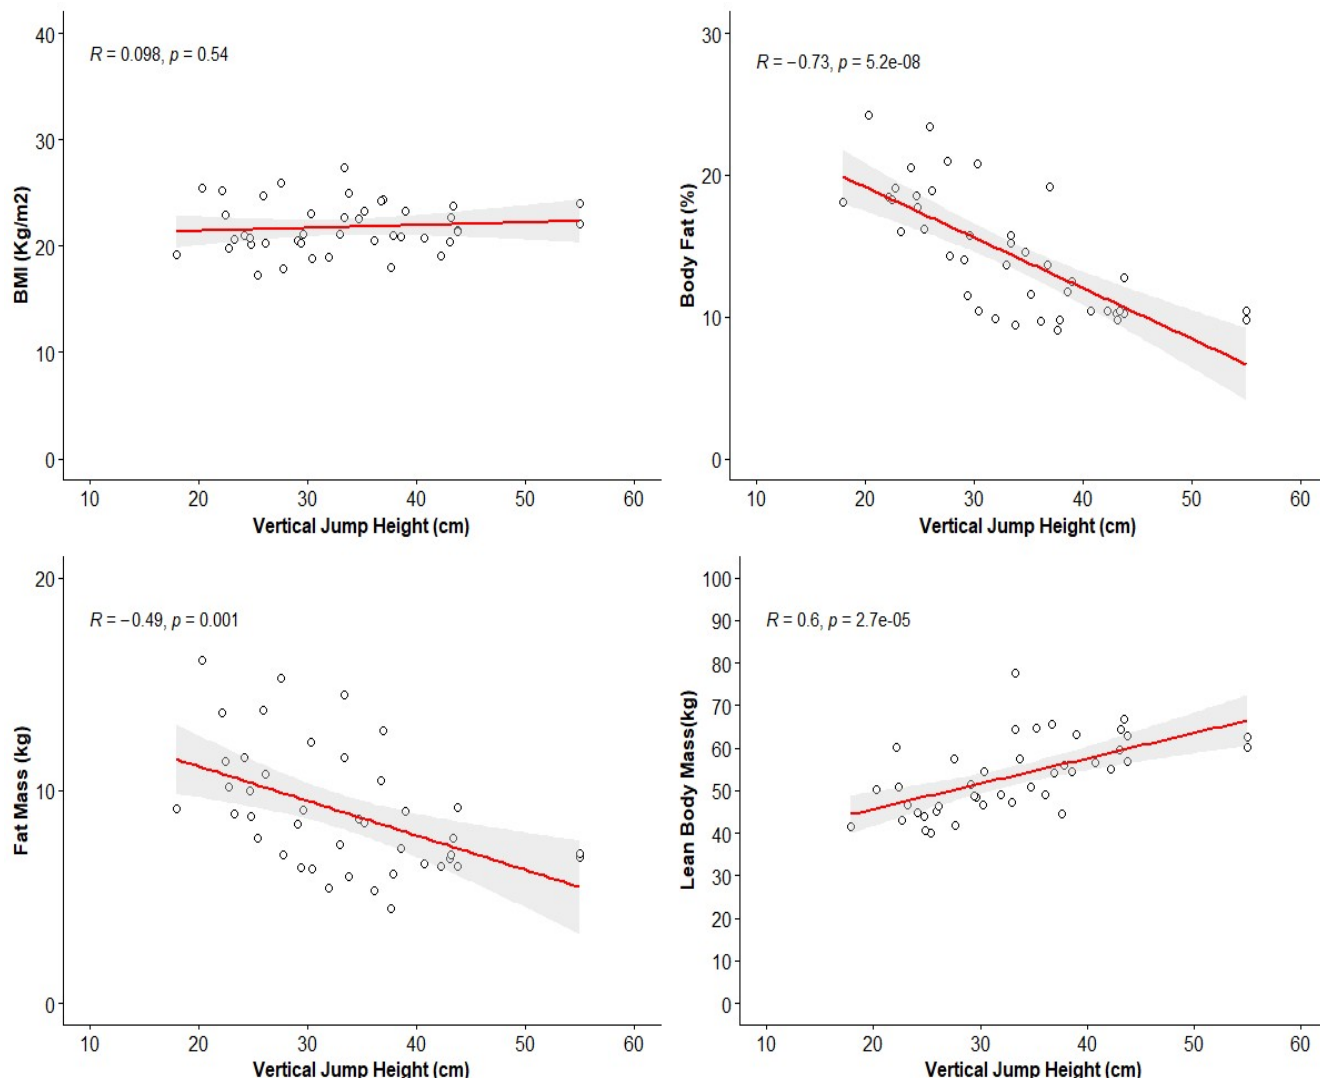 R = 0.098, p = 0.54
BMI (Kg/m2)
40
30
20
10
0
10 20 30 40 50 60
Vertical Jump Height (cm)
R = −0.73, p = 5.2e-08
Body Fat (%)
30
20
10
0
10 20 30 40 50 60
Vertical Jump Height (cm)
R = −0.49, p = 0.001
Fat Mass (kg)
20
10
0
10 20 30 40 50 60
Vertical Jump Height (cm)
R = 0.6, p = 2.7e-05
Lean Body Mass(kg)
100
90
80
70
60
50
40
30
20
10
0
10 20 30 40 50 60
Vertical Jump Height (cm)